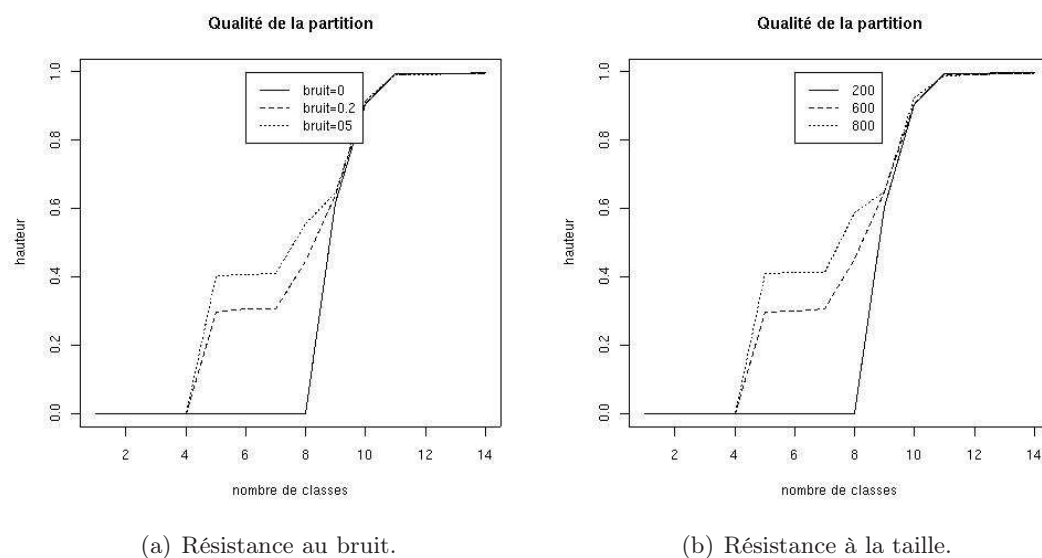 Qualité de la partition
hauteur
1.0
0.8
0.6
0.4
0.2
0.0
bruit=0
bruit=0.2
bruit=05
2 4 6 8 10 12 14
nombre de classes
(a) Résistance au bruit.
Qualité de la partition
hauteur
1.0
0.8
0.6
0.4
0.2
0.0
200
600
800
2 4 6 8 10 12 14
nombre de classes
(b) Résistance à la taille.